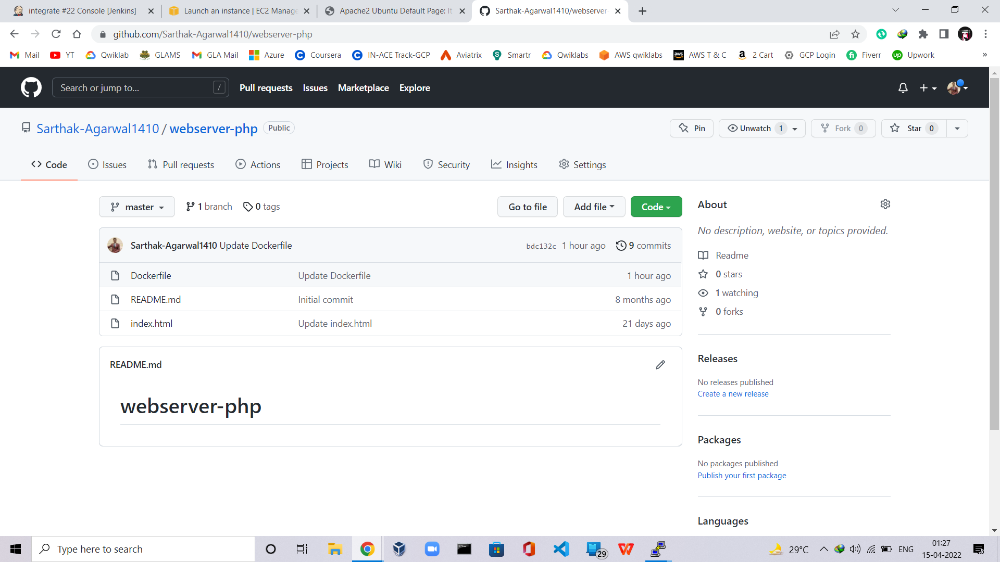 integrate #22 Console [Jenkins]
Launch an instance | EC2 Manage
Apache2 Ubuntu Default Page: It
Sarthak-Agarwal1410/webserver-
github.com/Sarthak-Agarwal1410/webserver-php
Mail YT Qwiklab GLAMS GLA Mail Azure Coursera IN-ACE Track-GCP Aviatrix Smartr Qwiklabs AWS qwiklabs AWS T & C 2 Cart GCP Login Fiverr Upwork »
Search or jump to... / Pull requests Issues Marketplace Explore
Sarthak-Agarwal1410 / webserver-php Public
Pin Unwatch 1 Fork 0 Star 0
Code Issues Pull requests Actions Projects Wiki Security Insights Settings
master 1 branch 0 tags Go to file Add file Code
Sarthak-Agarwal1410 Update Dockerfile bdc132c 1 hour ago 9 commits
Dockerfile Update Dockerfile 1 hour ago
README.md Initial commit 8 months ago
index.html Update index.html 21 days ago
README.md
webserver-php
About
No description, website, or topics provided.
Readme
0 stars
1 watching
0 forks
Releases
No releases published
Create a new release
Packages
No packages published
Publish your first package
Languages
Type here to search
29
29°C
ENG
01:27
15-04-2022